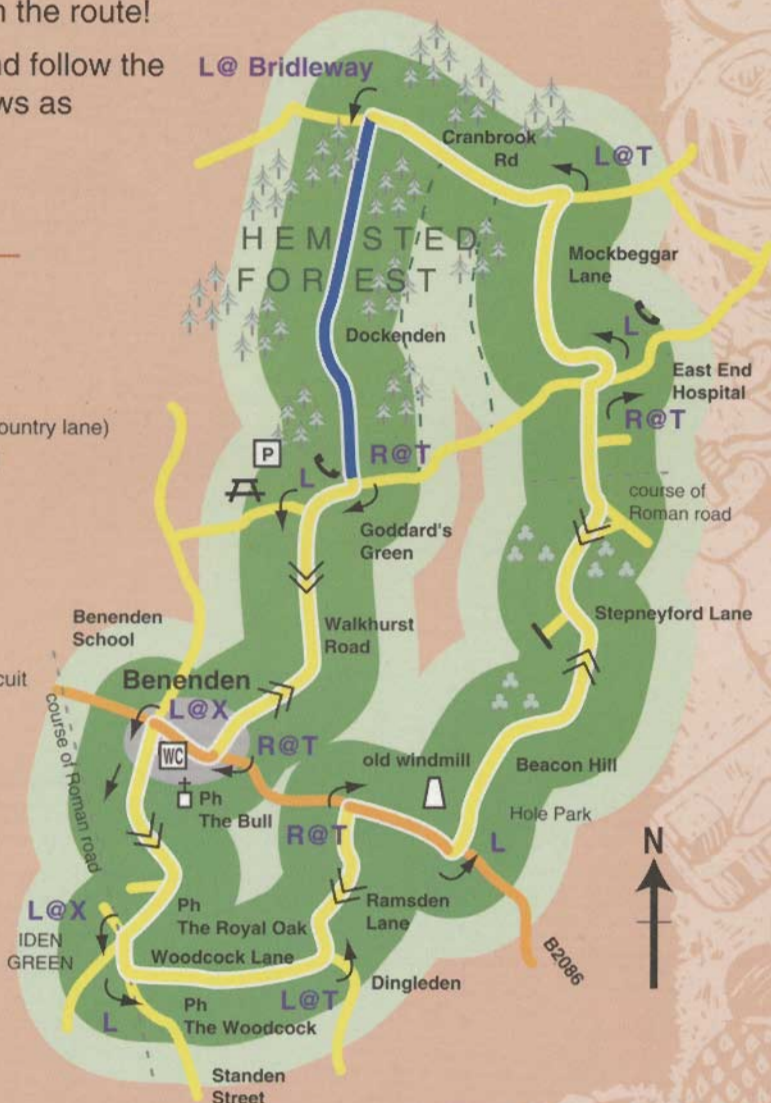 n the route!
nd follow the
ws as
L@ Bridleway
Cranbrook
Rd
L@T
HEMSTED
FOREST
Mockbeggar
Lane
L
Dockenden
East End
Hospital
R@T
ountry lane)
P
R@T
L
course of
Roman road
Goddard's
Green
Benenden
School
Walkhurst
Road
Stepneyford Lane
cuit
Benenden
L@X
R@T
WC
course of Roman road
old windmill
Beacon Hill
Ph
The Bull
Hole Park
R@T
L
N
L@X
Ph
The Royal Oak
Ramsden
Lane
IDEN
GREEN
Woodcock Lane
B2086
L@T
Dingleden
L
Ph
The Woodcock
Standen
Street